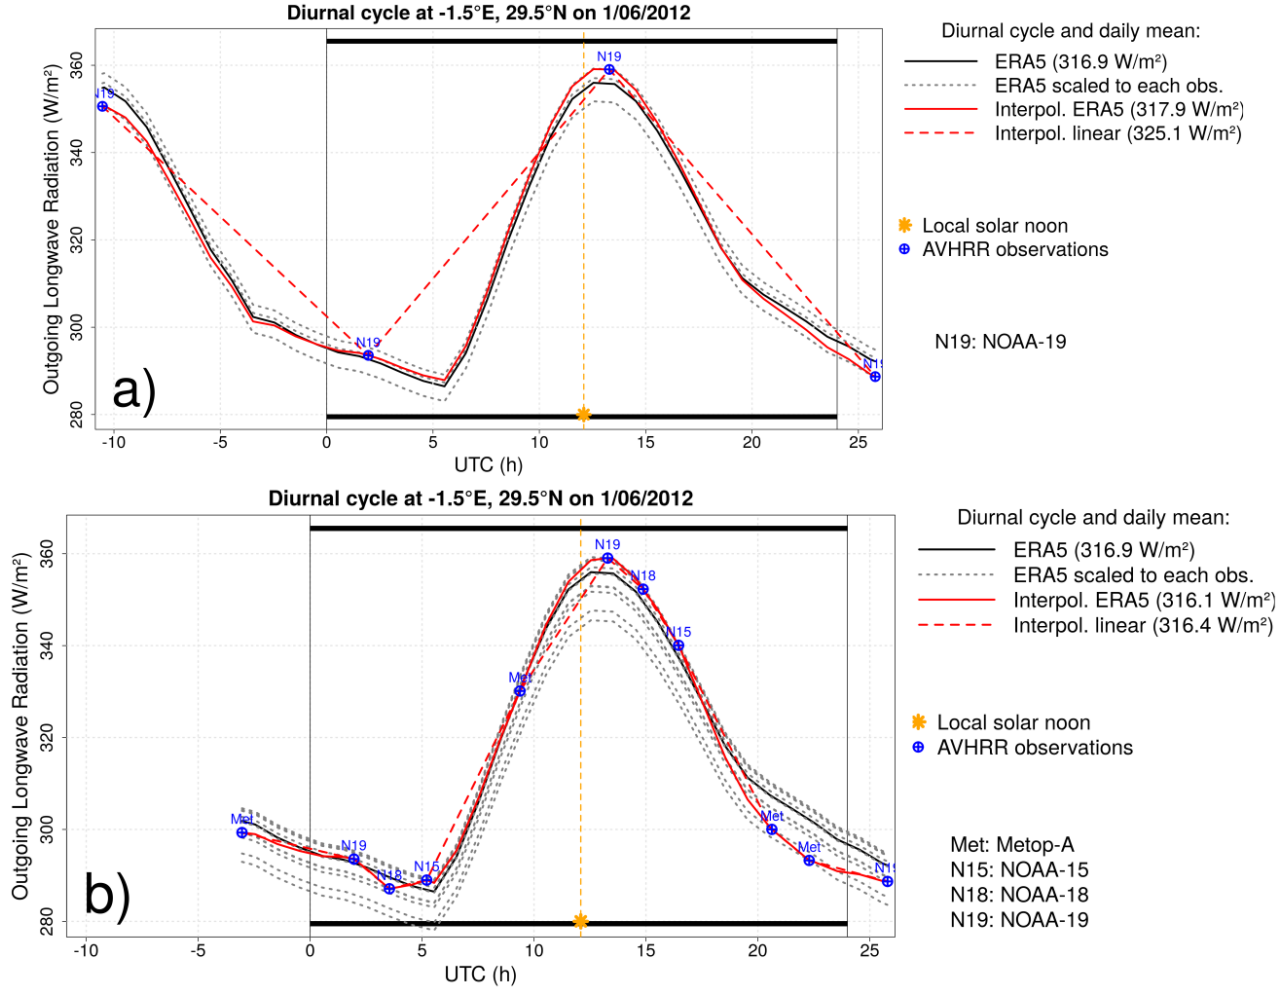 Diurnal cycle at -1.5°E, 29.5°N on 1/06/2012
Outgoing Longwave Radiation (W/m²)
360
340
320
300
280
N19
N19
N19
N19
a)
-10 -5 0 5 10 15 20 25
UTC (h)
Diurnal cycle and daily mean:
ERA5 (316.9 W/m²)
ERA5 scaled to each obs.
Interpol. ERA5 (317.9 W/m²)
Interpol. linear (325.1 W/m²)
Local solar noon
AVHRR observations
N19: NOAA-19
Diurnal cycle at -1.5°E, 29.5°N on 1/06/2012
Outgoing Longwave Radiation (W/m²)
360
340
320
300
280
Met
N19
N18
N15
Met
N19
N18
N15
Met
Met
N19
b)
-10 -5 0 5 10 15 20 25
UTC (h)
Diurnal cycle and daily mean:
ERA5 (316.9 W/m²)
ERA5 scaled to each obs.
Interpol. ERA5 (316.1 W/m²)
Interpol. linear (316.4 W/m²)
Local solar noon
AVHRR observations
Met: Metop-A
N15: NOAA-15
N18: NOAA-18
N19: NOAA-19